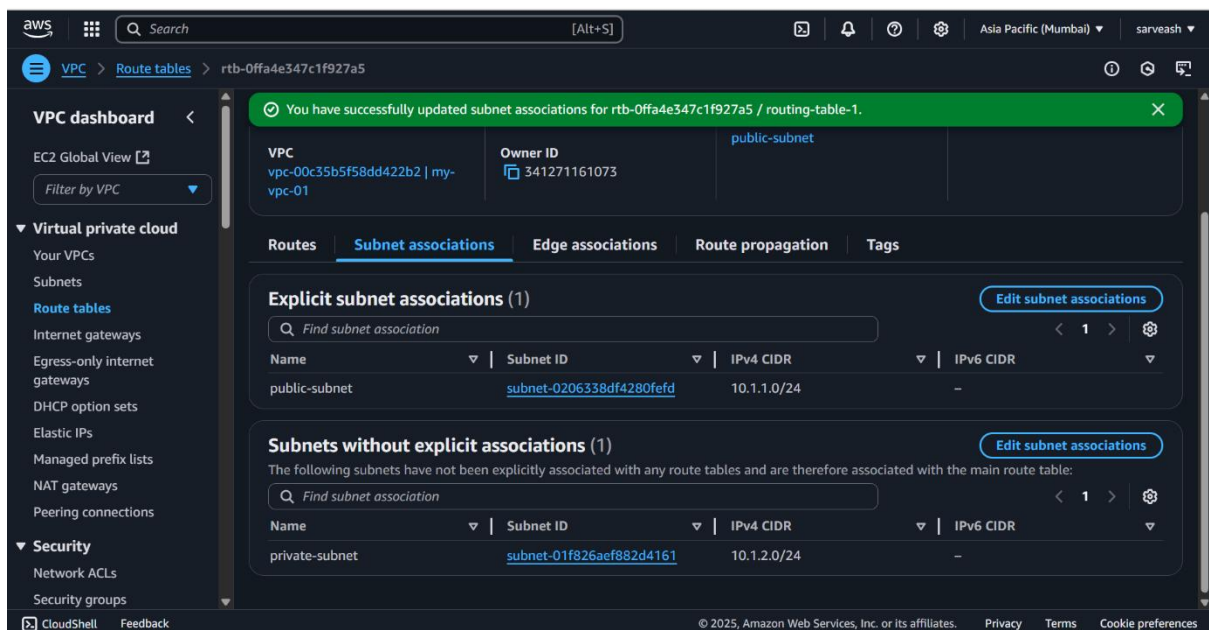 aws
Search
[Alt+S]
Asia Pacific (Mumbai)
sarveash
VPC > Route tables > rtb-0ffa4e347c1f927a5
VPC dashboard
EC2 Global View
Filter by VPC
Virtual private cloud
Your VPCs
Subnets
Route tables
Internet gateways
Egress-only internet
gateways
DHCP option sets
Elastic IPs
Managed prefix lists
NAT gateways
Peering connections
Security
Network ACLs
Security groups
You have successfully updated subnet associations for rtb-0ffa4e347c1f927a5 / routing-table-1.
public-subnet
VPC
vpc-00c35b5f58dd422b2 | my-
vpc-01
Owner ID
341271161073
Routes Subnet associations Edge associations Route propagation Tags
Explicit subnet associations (1)
Edit subnet associations
Find subnet association
1
Name Subnet ID IPv4 CIDR IPv6 CIDR
public-subnet subnet-0206338df4280fefd 10.1.1.0/24 –
Subnets without explicit associations (1)
Edit subnet associations
The following subnets have not been explicitly associated with any route tables and are therefore associated with the main route table:
Find subnet association
1
Name Subnet ID IPv4 CIDR IPv6 CIDR
private-subnet subnet-01f826aef882d4161 10.1.2.0/24 –
CloudShell Feedback © 2025, Amazon Web Services, Inc. or its affiliates. Privacy Terms Cookie preferences